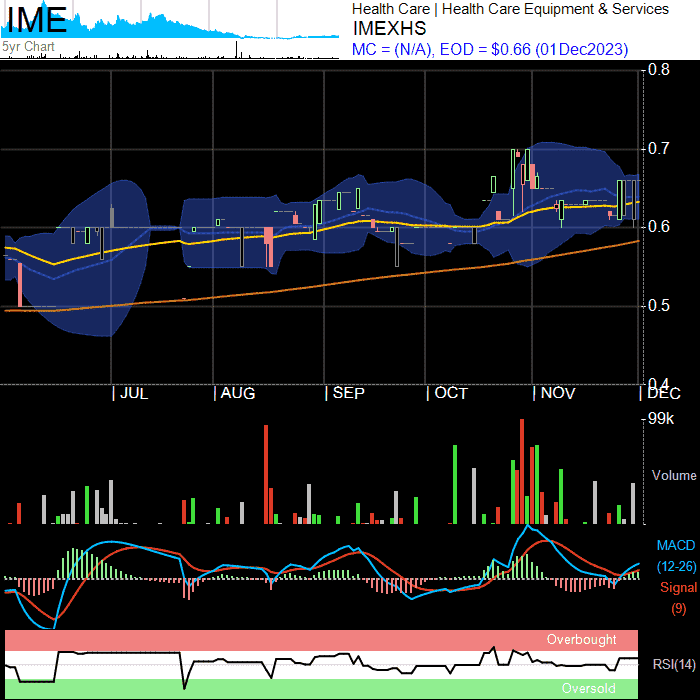 IME
5yr Chart
Health Care | Health Care Equipment & Services
IMEXHS
MC = (N/A), EOD = $0.66 (01Dec2023)
0.8
0.7
0.6
0.5
0.4
JUL
AUG
SEP
OCT
NOV
DEC
99k
Volume
MACD
(12-26)
Signal
(9)
Overbought
RSI(14)
Oversold